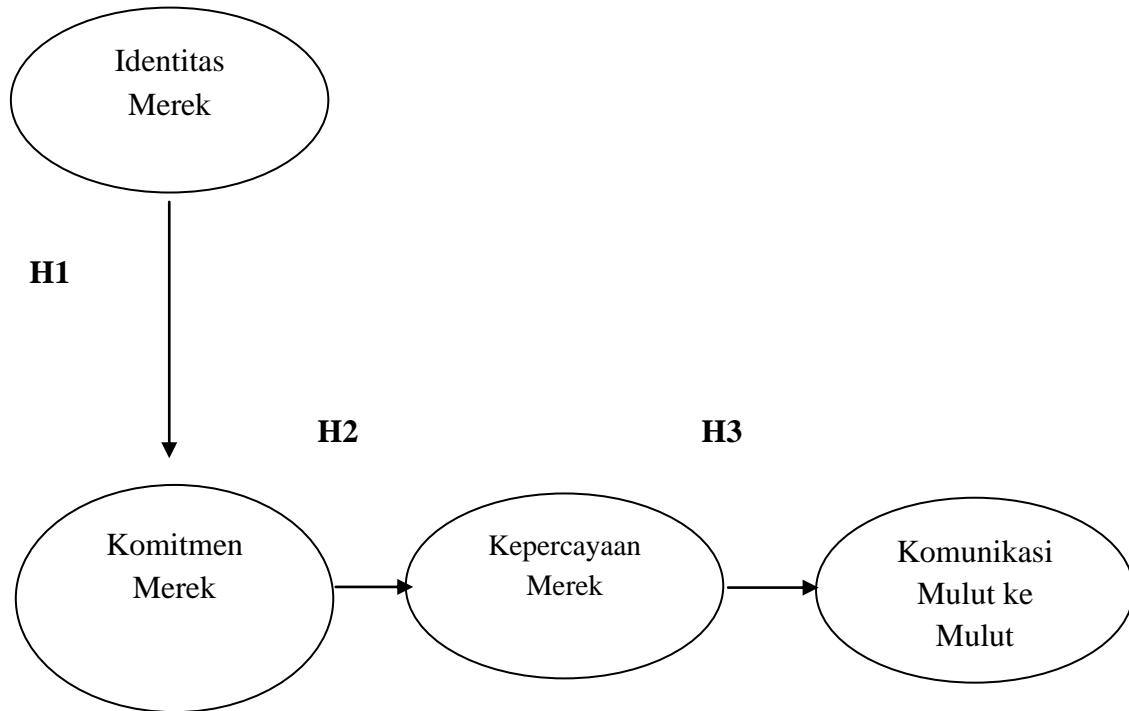 Identitas
Merek
H1
H2
H3
Komitmen
Merek
Kepercayaan
Merek
Komunikasi
Mulut ke
Mulut